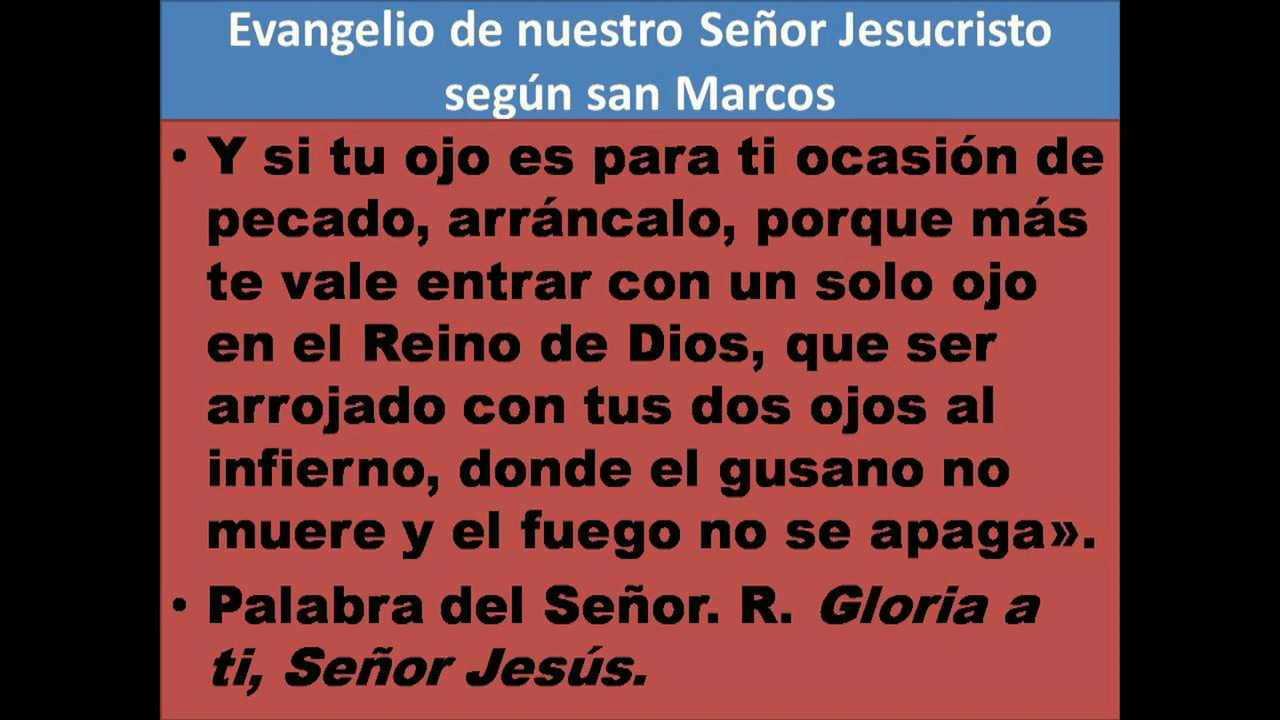 Evangelio de nuestro Señor Jesucristo
según san Marcos
• Y si tu ojo es para ti ocasión de
pecado, arráncalo, porque más
te vale entrar con un solo ojo
en el Reino de Dios, que ser
arrojado con tus dos ojos al
infierno, donde el gusano no
muere y el fuego no se apaga».
• Palabra del Señor. R. Gloria a
ti, Señor Jesús.